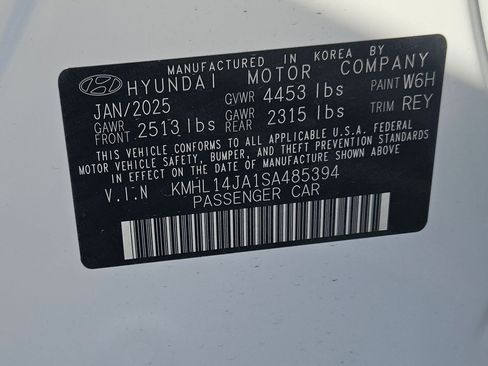 MANUFACTURED IN KOREA BY
HYUNDAI MOTOR COMPANY
JAN/2025 GVWR 4453 lbs PAINT W6H
GAWR FRONT 2513 lbs GAWR REAR 2315 lbs TRIM REY
THIS VEHICLE CONFORMS TO ALL APPLICABLE U.S.A. FEDERAL
MOTOR VEHICLE SAFETY, BUMPER, AND THEFT PREVENTION STANDARDS
IN EFFECT ON THE DATE OF MANUFACTURE SHOWN ABOVE.
V.I.N KMHL14JA1SA485394
PASSENGER CAR